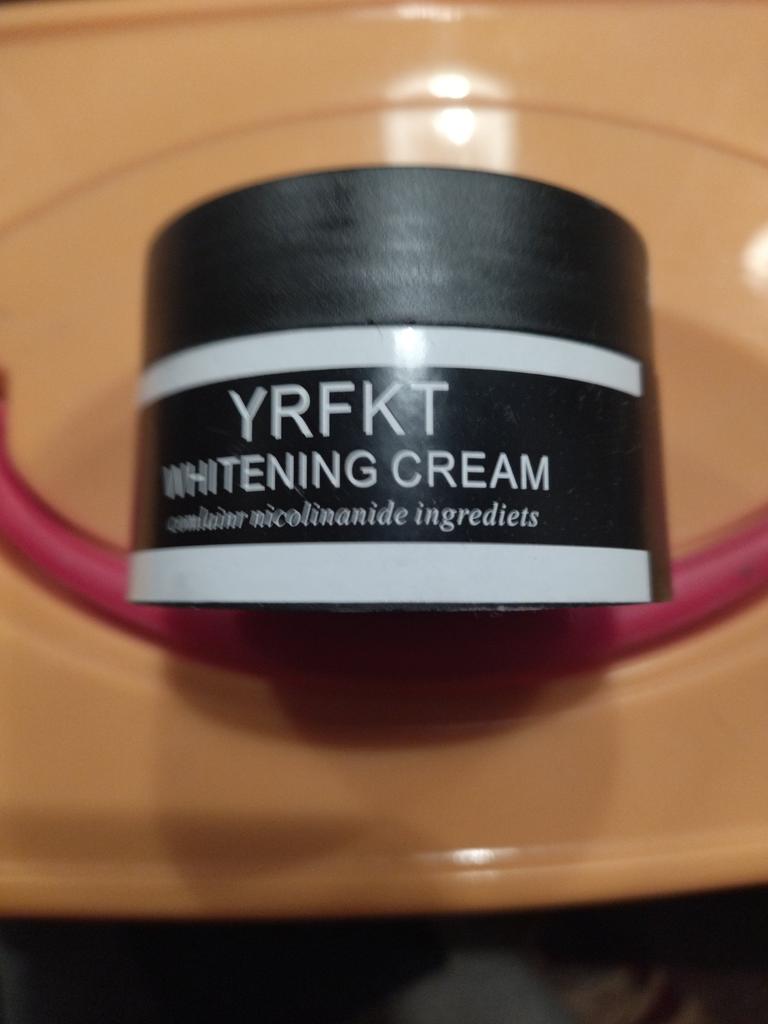 YRFKT
WHITENING CREAM
nicolinanide ingrediets